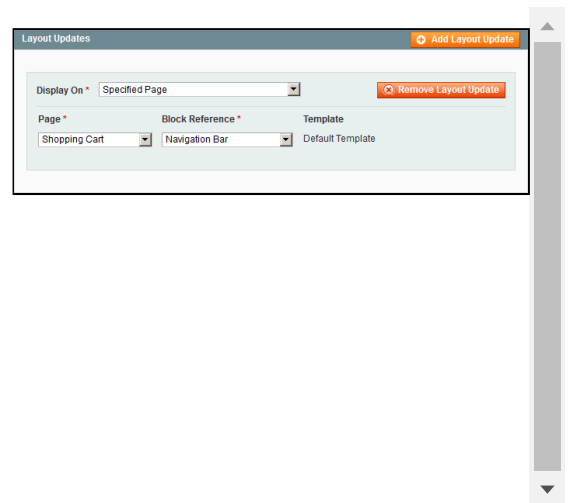 Layout Updates
Add Layout Update
Display On *
Specified Page
Remove Layout Update
Page * Block Reference * Template
Shopping Cart Navigation Bar Default Template